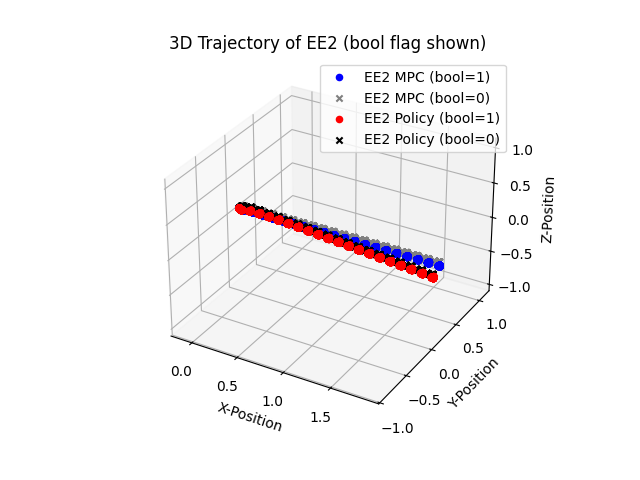 3D Trajectory of EE2 (bool flag shown)
EE2 MPC (bool=1)
EE2 MPC (bool=0)
EE2 Policy (bool=1)
EE2 Policy (bool=0)
1.0
0.5
0.0
−0.5
−1.0
Z-Position
1.0
0.5
0.0
−0.5
−1.0
Y-Position
0.0
0.5
1.0
1.5
X-Position